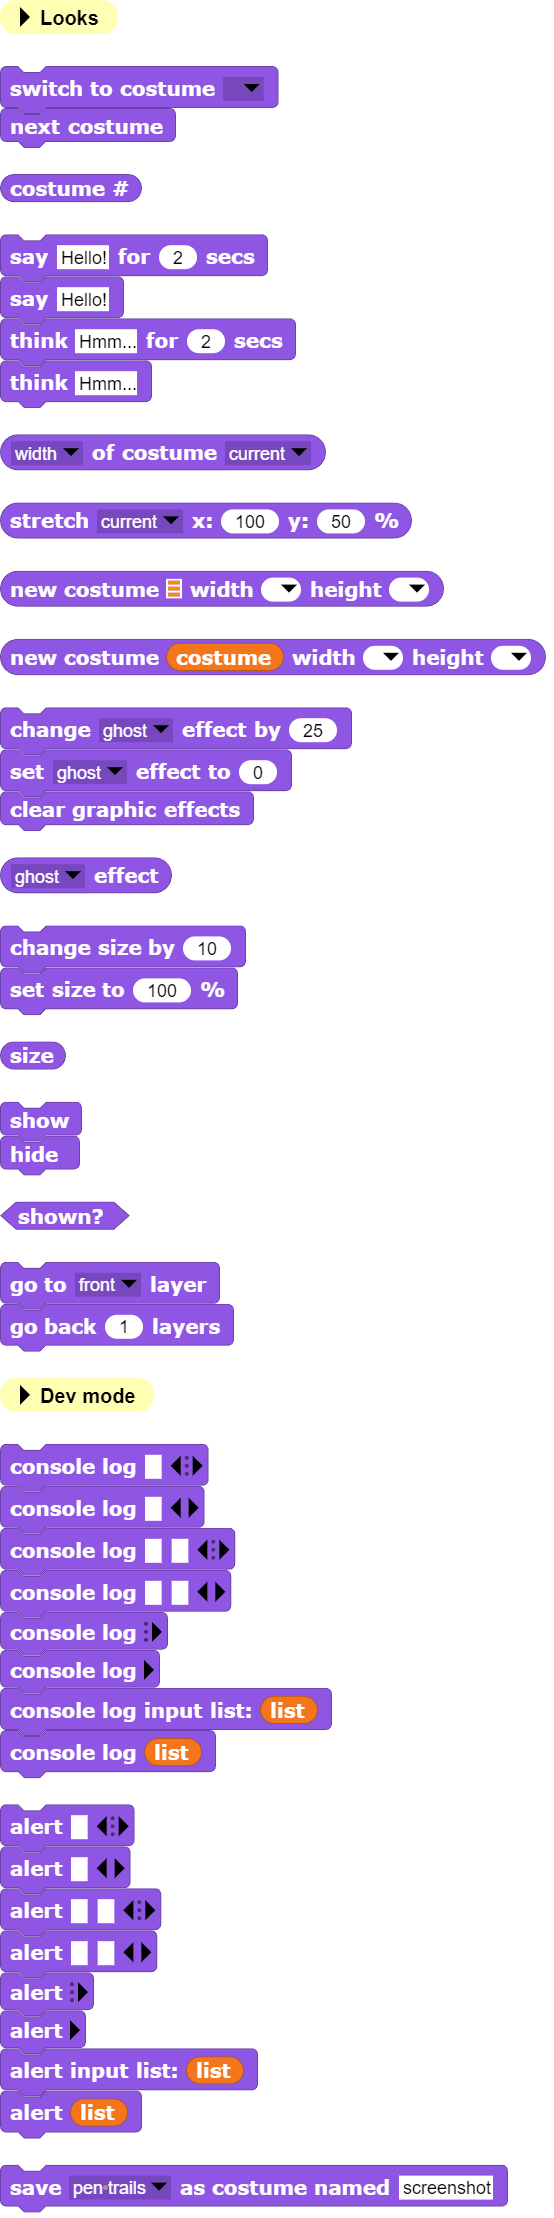 Looks
switch to costume
next costume
costume #
say Hello! for 2 secs
say Hello!
think Hmm... for 2 secs
think Hmm...
width of costume current
stretch current x: 100 y: 50 %
new costume width height
new costume costume width height
change ghost effect by 25
set ghost effect to 0
clear graphic effects
ghost effect
change size by 10
set size to 100 %
size
show
hide
shown?
go to front layer
go back 1 layers
Dev mode
console log
console log
console log
console log
console log
console log
console log input list: list
console log list
alert
alert
alert
alert
alert
alert
alert input list: list
alert list
save pen trails as costume named screenshot